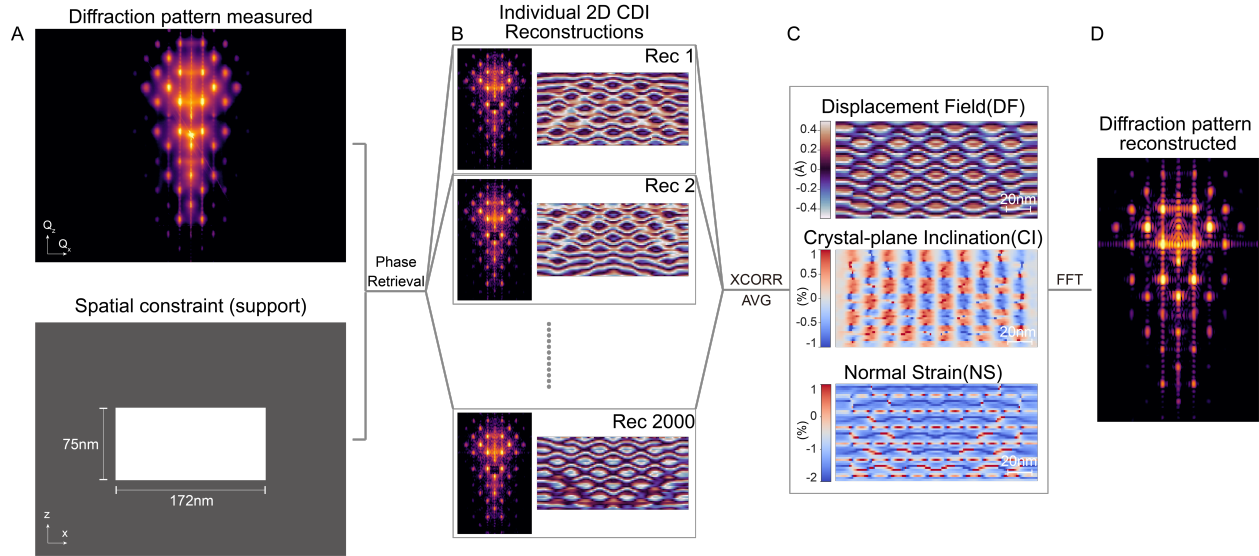 A
Diffraction pattern measured
Qz
Qx
Spatial constraint (support)
75nm
172nm
z
x
Phase
Retrieval
B
Individual 2D CDI
Reconstructions
Rec 1
Rec 2
Rec 2000
XCORR
AVG
C
Displacement Field(DF)
0.4
0.2
0
-0.2
-0.4
(Å)
20nm
Crystal-plane Inclination(CI)
1
0.5
0
-0.5
-1
(%)
20nm
Normal Strain(NS)
1
0
-1
-2
(%)
20nm
FFT
D
Diffraction pattern
reconstructed